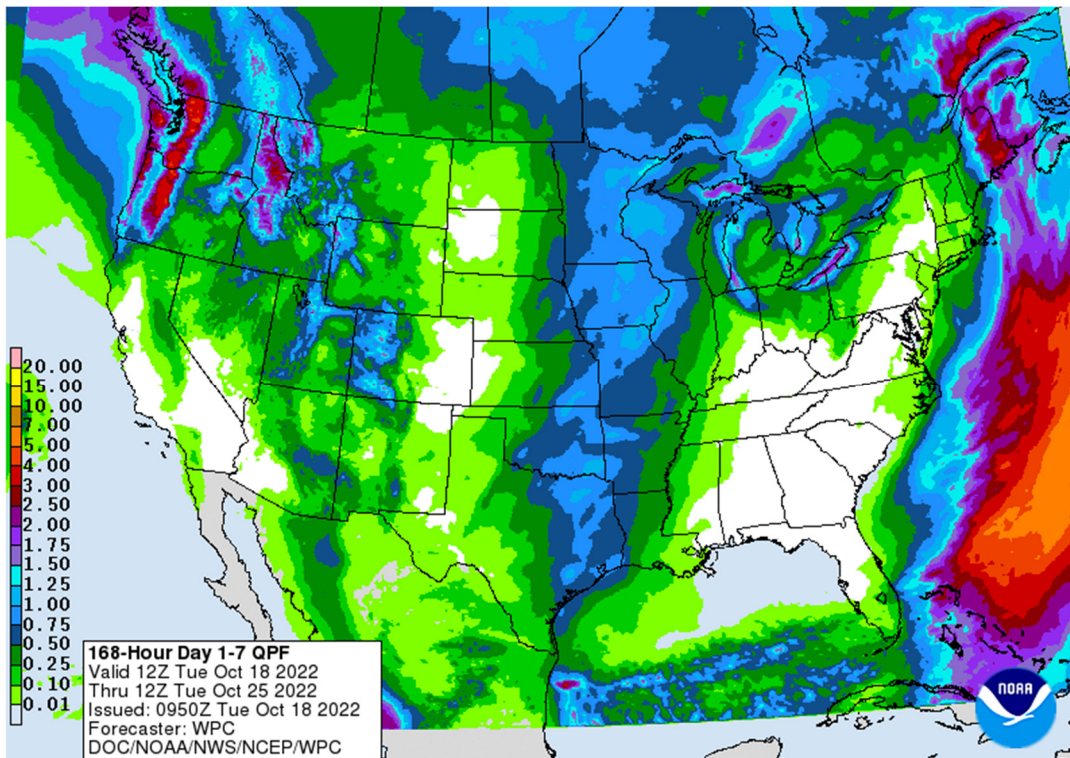 20.00
15.00
10.00
7.00
5.00
4.00
3.00
2.50
2.00
1.75
1.50
1.25
1.00
0.75
0.50
0.25
0.10
0.01
168-Hour Day 1-7 QPF
Valid 12Z Tue Oct 18 2022
Thru 12Z Tue Oct 25 2022
Issued: 0950Z Tue Oct 18 2022
Forecaster: WPC
DOC/NOAA/NWS/NCEP/WPC
NOAA